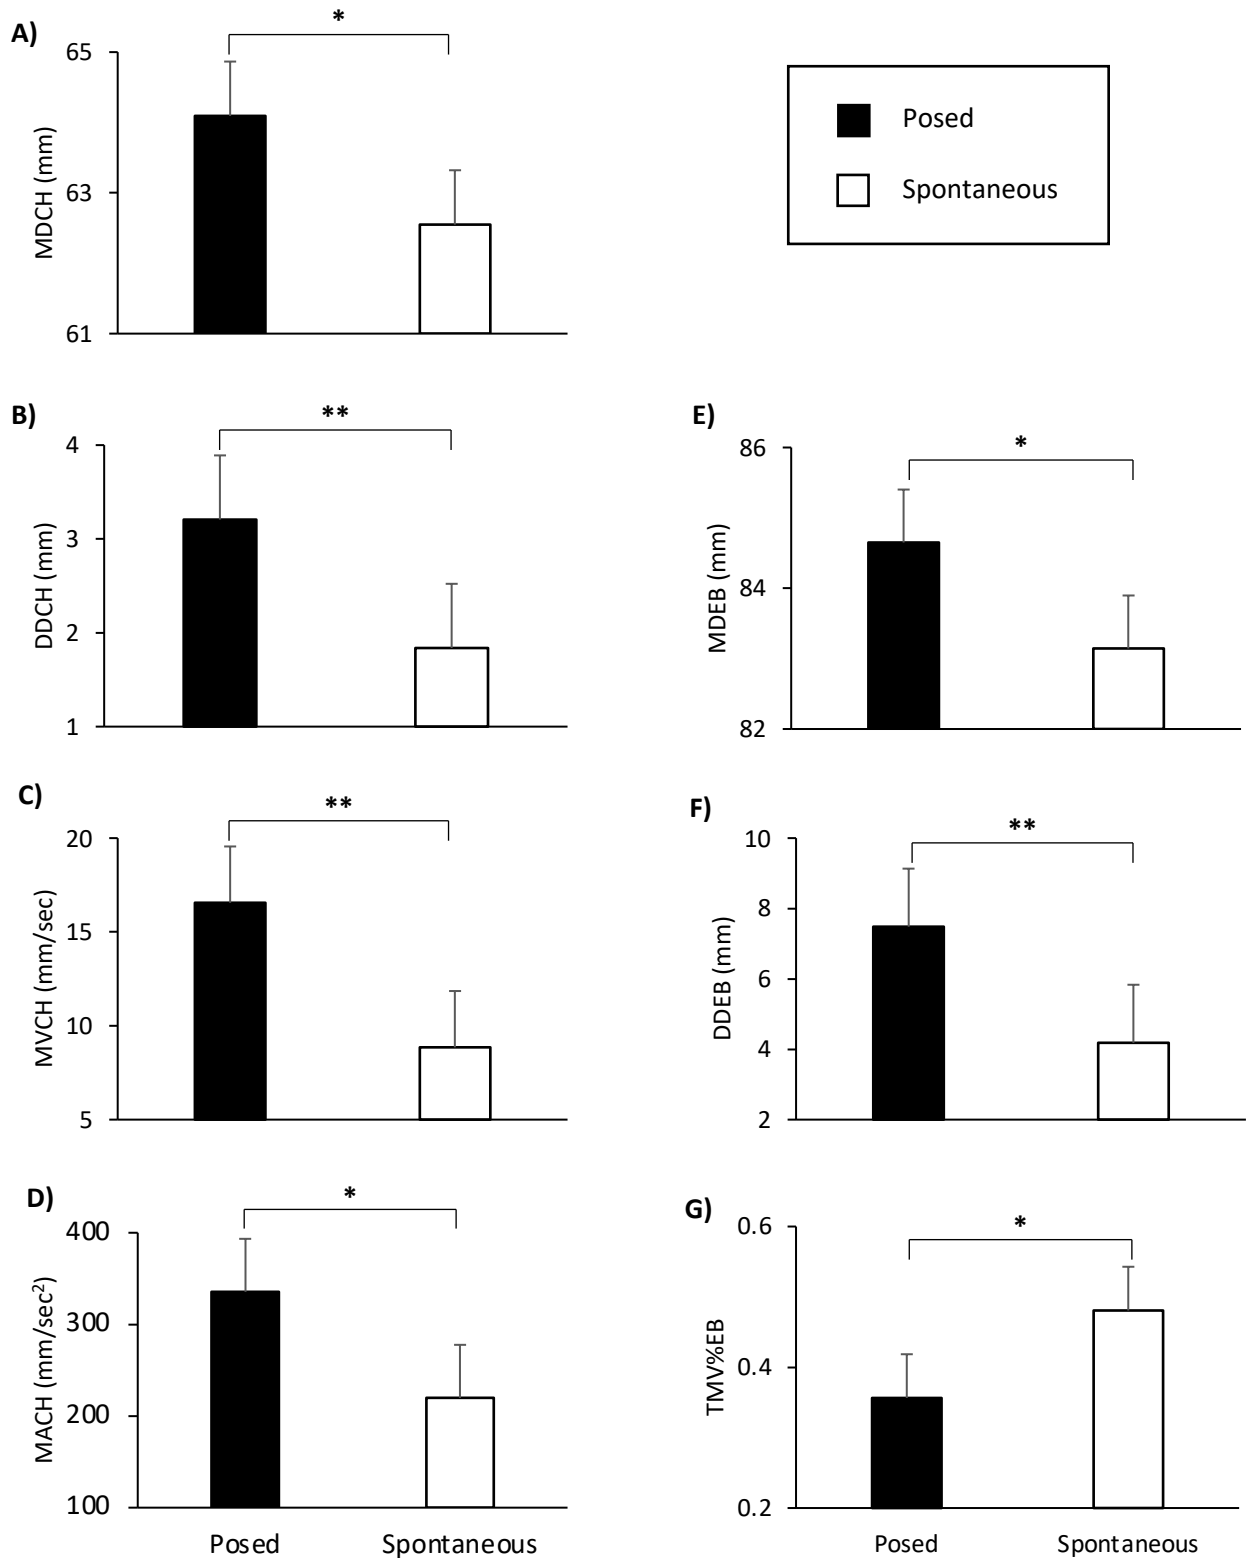 A)
*
65
63
61
MDCH (mm)
Posed
Spontaneous
B)
**
4
3
2
1
DDCH (mm)
E)
*
86
84
82
MDEB (mm)
C)
**
20
15
10
5
MVCH (mm/sec)
F)
**
10
8
6
4
2
DDEB (mm)
D)
*
400
300
200
100
MACH (mm/sec²)
Posed
Spontaneous
G)
*
0.6
0.4
0.2
TMV%EB
Posed
Spontaneous